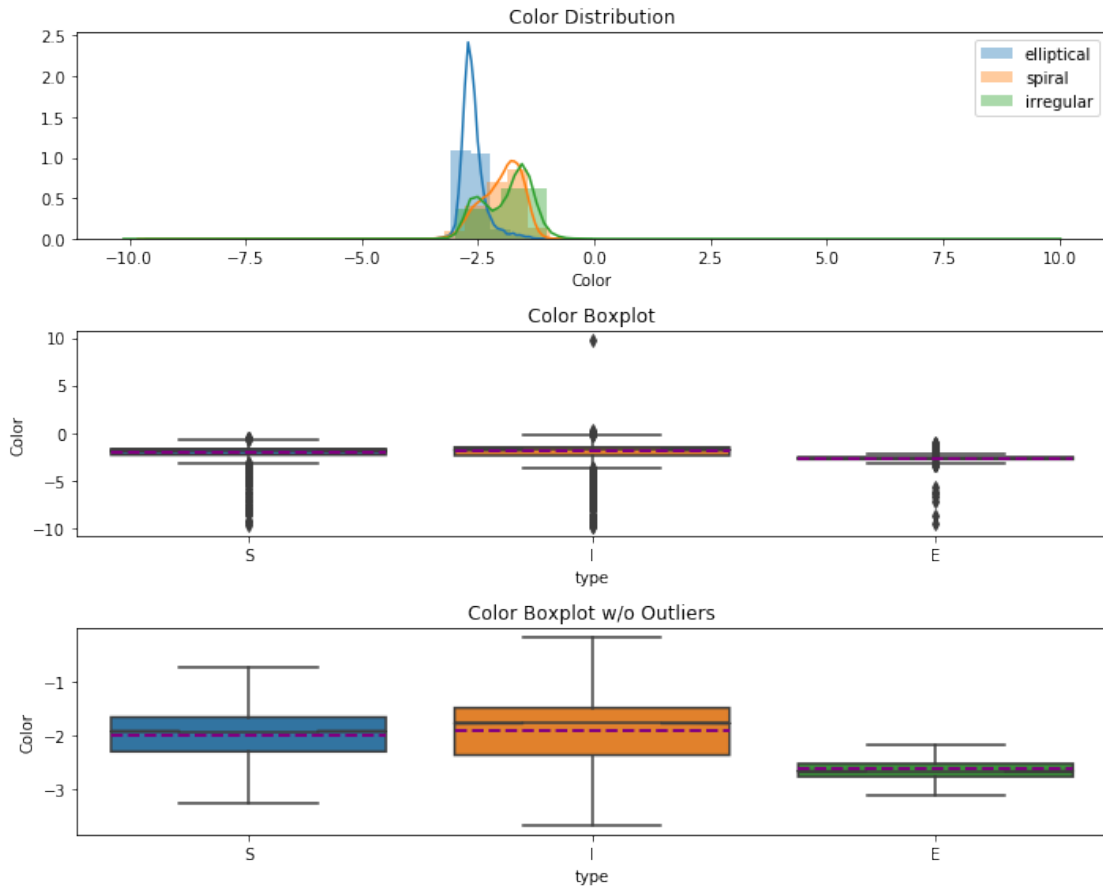 Color Distribution
2.5
2.0
1.5
1.0
0.5
0.0
elliptical
spiral
irregular
−10.0 −7.5 −5.0 −2.5 0.0 2.5 5.0 7.5 10.0
Color
Color Boxplot
10
5
0
−5
−10
Color
S I E
type
Color Boxplot w/o Outliers
−1
−2
−3
Color
S I E
type